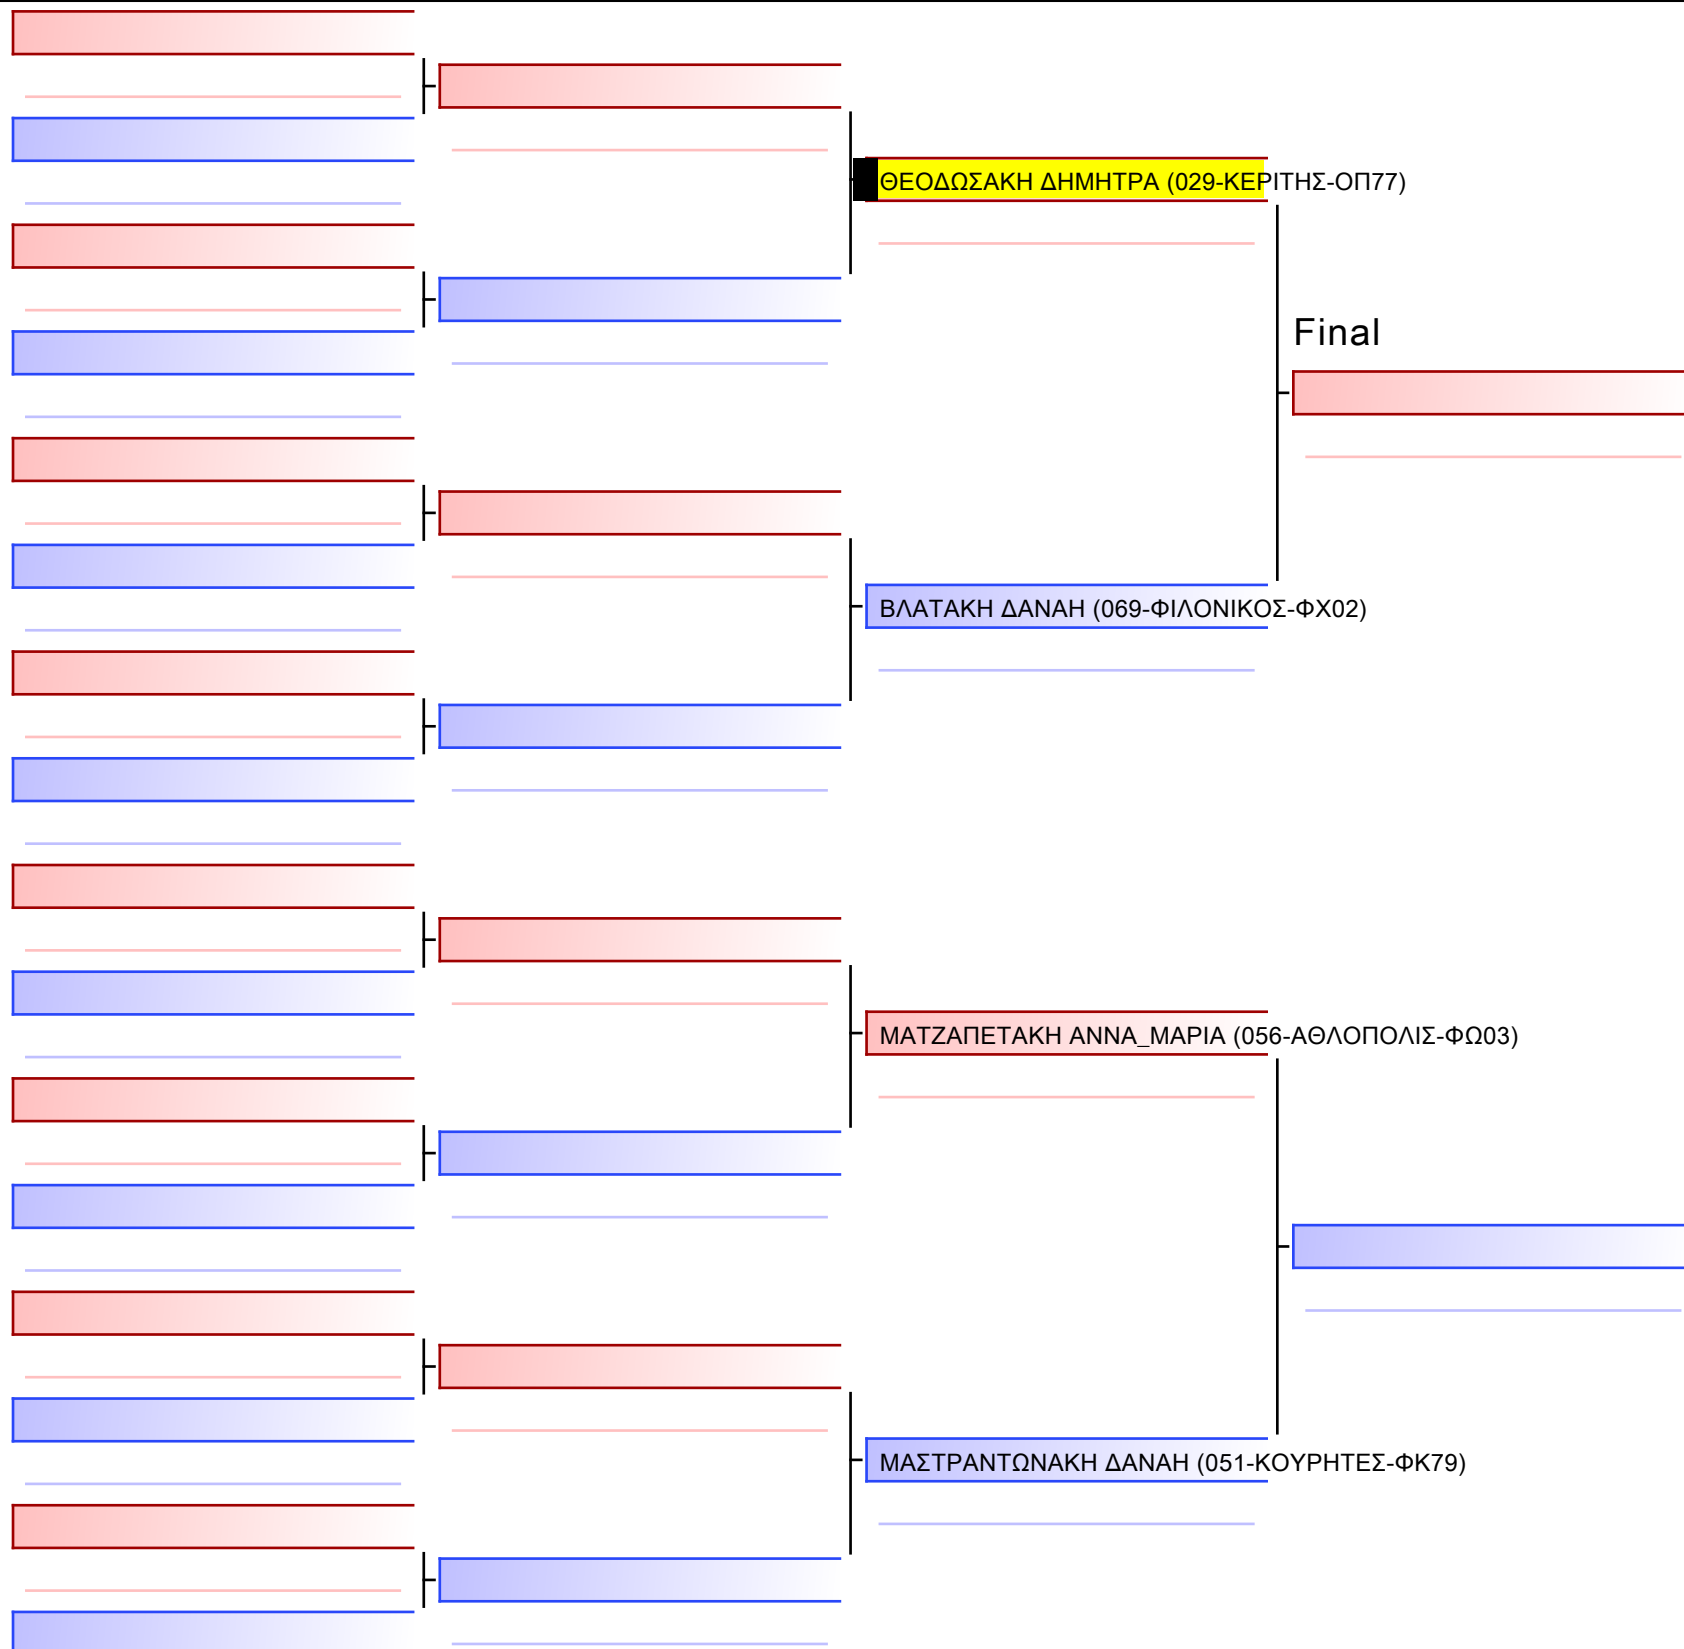 ΘΕΟΔΩΣΑΚΗ ΔΗΜΗΤΡΑ (029-ΚΕΡΙΤΗΣ-ΟΠ77)
Final
ΒΛΑΤΑΚΗ ΔΑΝΑΗ (069-ΦΙΛΟΝΙΚΟΣ-ΦΧ02)
ΜΑΤΖΑΠΕΤΑΚΗ ΑΝΝΑ_ΜΑΡΙΑ (056-ΑΘΛΟΠΟΛΙΣ-ΦΩ03)
ΜΑΣΤΡΑΝΤΩΝΑΚΗ ΔΑΝΑΗ (051-ΚΟΥΡΗΤΕΣ-ΦΚ79)